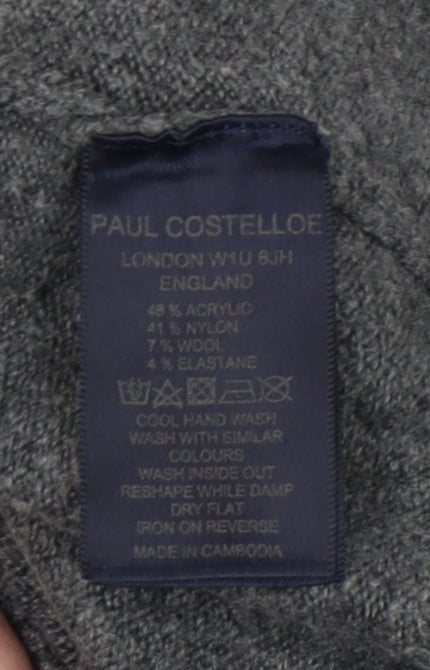 PAUL COSTELLOE
LONDON W1U 8JH
ENGLAND
48 % ACRYLIC
41 % NYLON
7 % WOOL
4 % ELASTANE
COOL HAND WASH
WASH WITH SIMILAR
COLOURS
WASH INSIDE OUT
RESHAPE WHILE DAMP
DRY FLAT
IRON ON REVERSE
MADE IN CAMBODIA